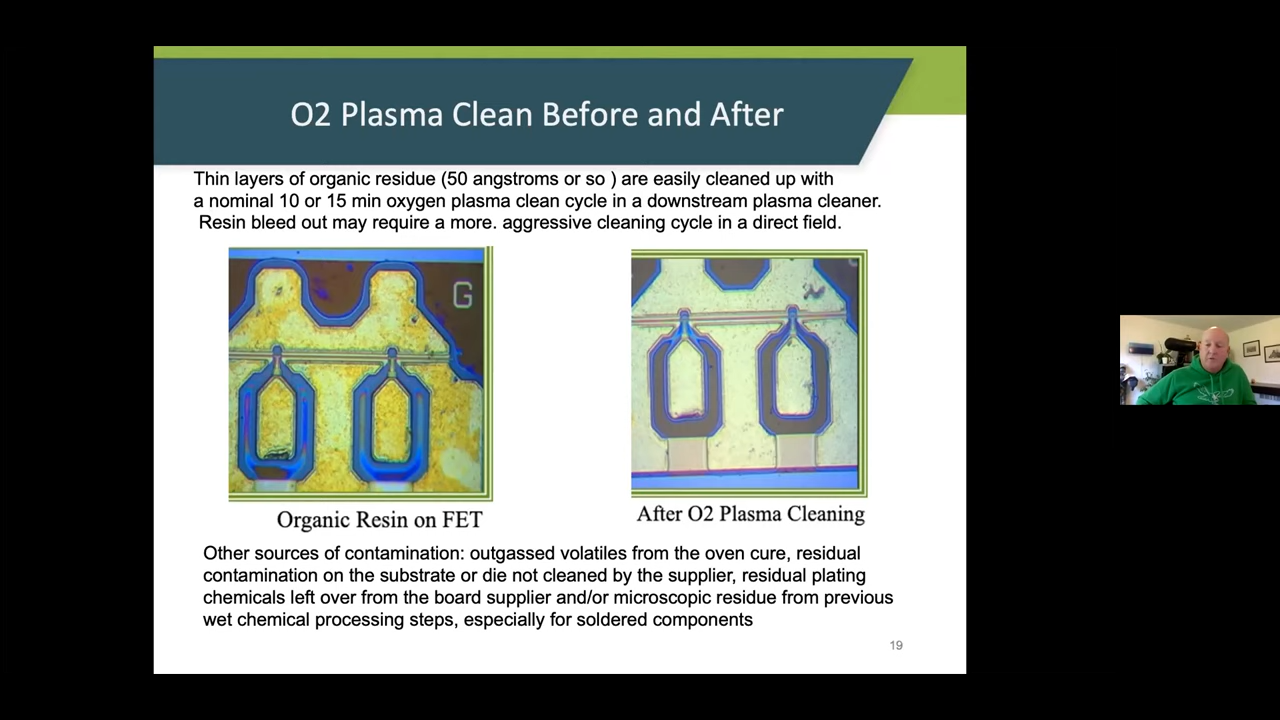 O2 Plasma Clean Before and After
Thin layers of organic residue (50 angstroms or so ) are easily cleaned up with
a nominal 10 or 15 min oxygen plasma clean cycle in a downstream plasma cleaner.
Resin bleed out may require a more. aggressive cleaning cycle in a direct field.
G
Organic Resin on FET
After O2 Plasma Cleaning
Other sources of contamination: outgassed volatiles from the oven cure, residual
contamination on the substrate or die not cleaned by the supplier, residual plating
chemicals left over from the board supplier and/or microscopic residue from previous
wet chemical processing steps, especially for soldered components
19